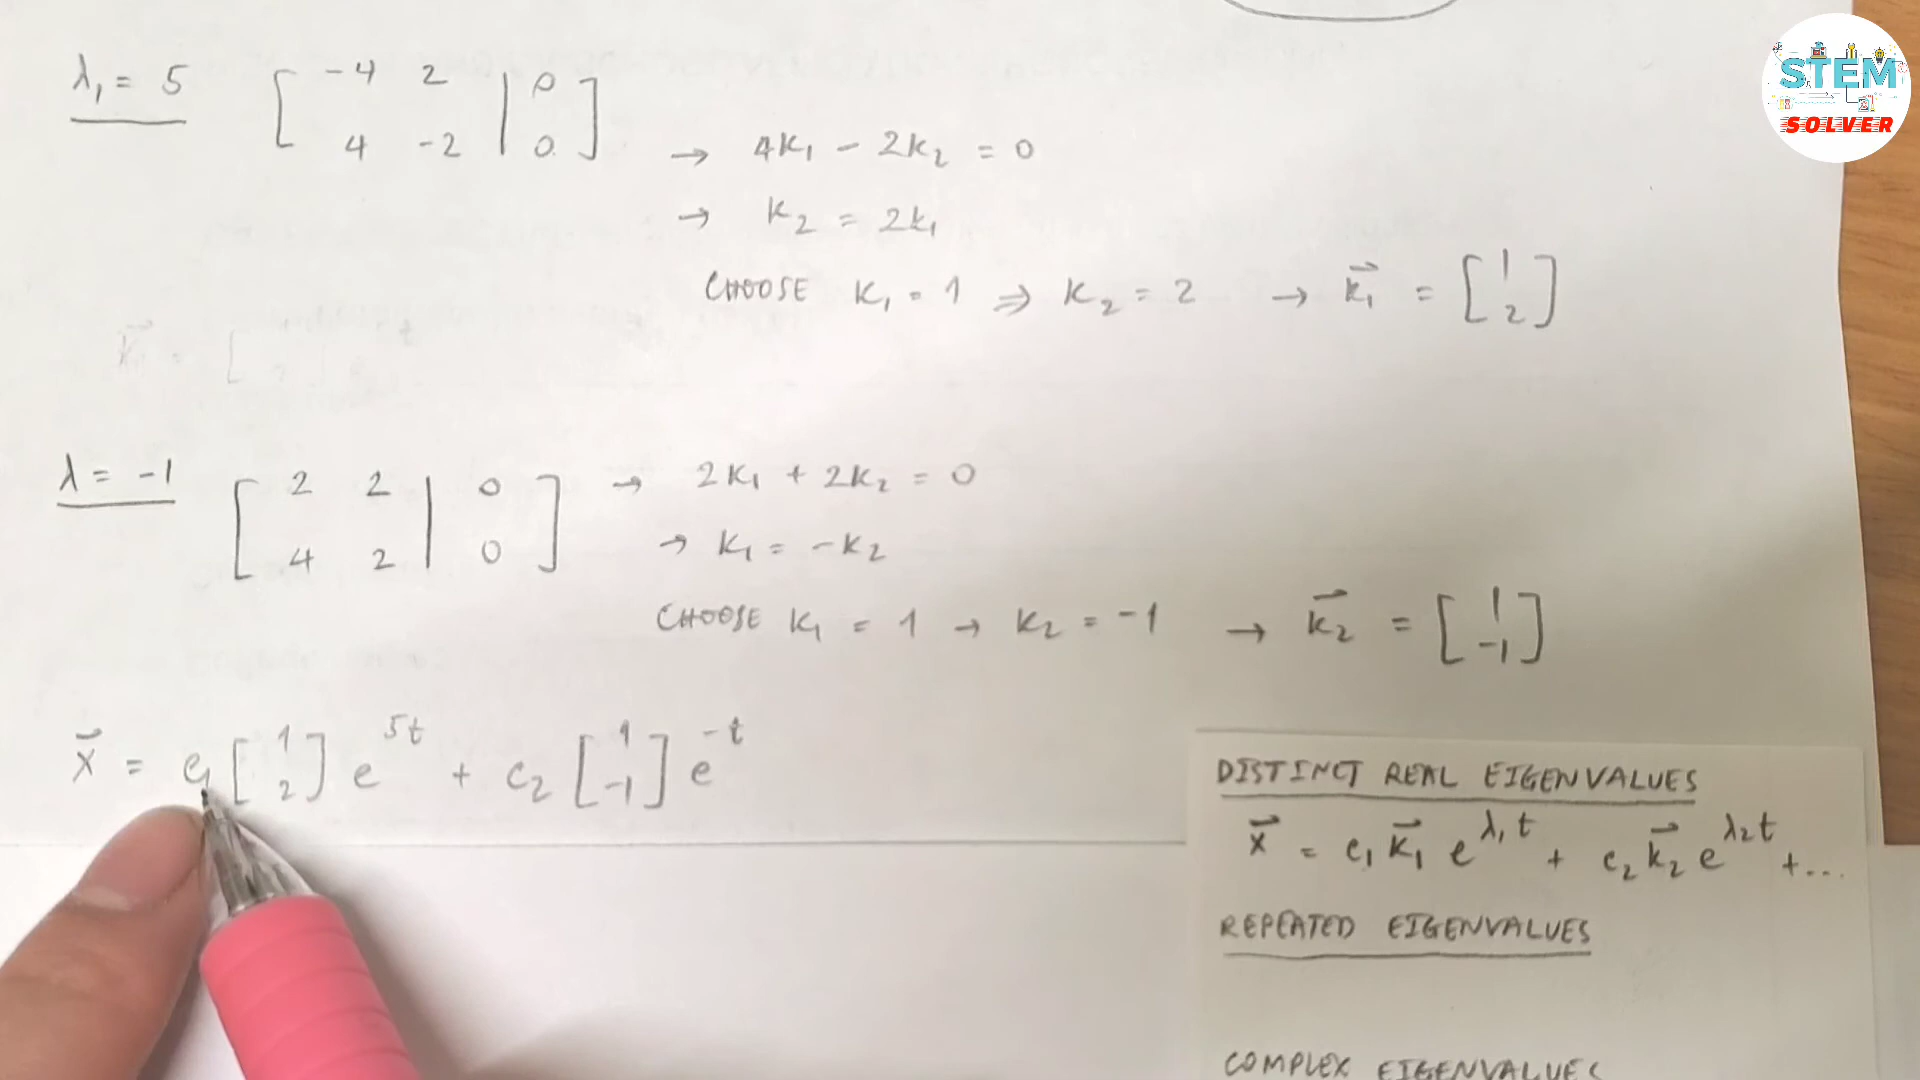 λ₁ = 5 [ -4 2 | 0
4 -2 | 0 ]
→ 4k₁ - 2k₂ = 0
→ k₂ = 2k₁
CHOOSE k₁ = 1 ⇒ k₂ = 2 → k⃗₁ = [ 1
2 ]
λ = -1 [ 2 2 | 0
4 2 | 0 ]
→ 2k₁ + 2k₂ = 0
→ k₁ = -k₂
CHOOSE k₁ = 1 → k₂ = -1 → k⃗₂ = [ 1
-1 ]
x⃗ = c₁ [ 1
2 ] e^5t + c₂ [ 1
-1 ] e^-t
DISTINCT REAL EIGENVALUES
x⃗ = c₁ k⃗₁ e^λ₁t + c₂ k⃗₂ e^λ₂t + ...
REPEATED EIGENVALUES
COMPLEX EIGENVALUES
STEM
SOLVER